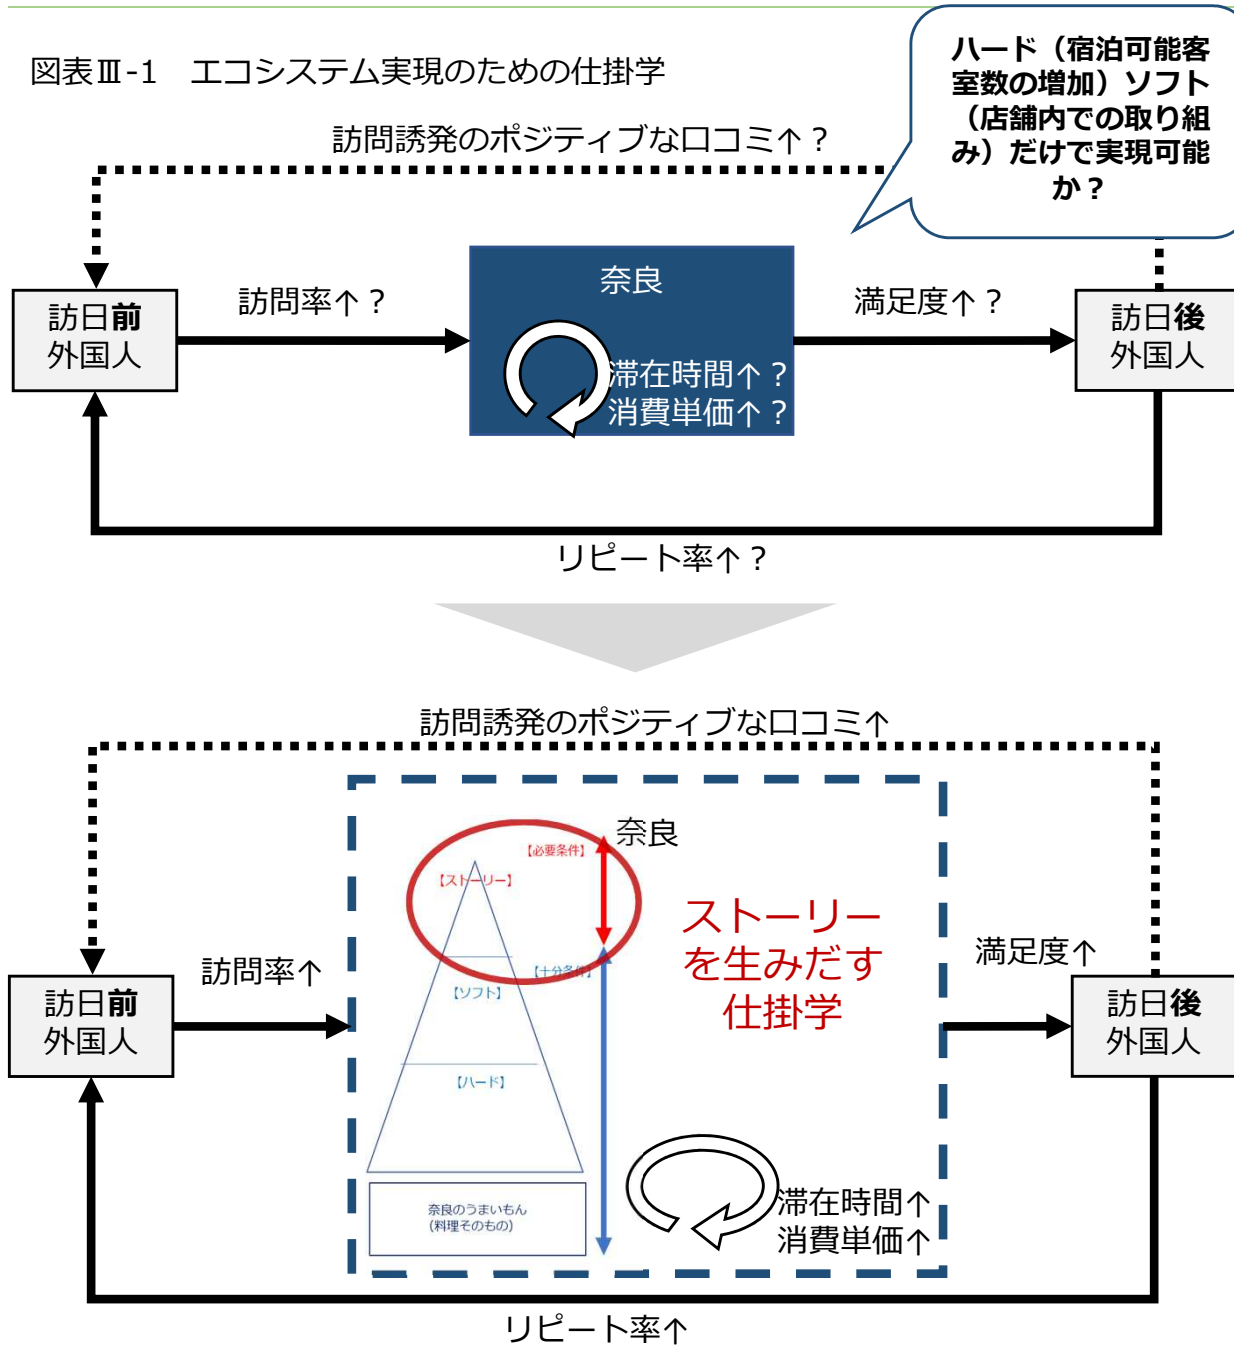 図表Ⅲ-1　エコシステム実現のための仕掛学
ハード（宿泊可能客
室数の増加）ソフト
（店舗内での取り組
み）だけで実現可能
か？
訪問誘発のポジティブな口コミ↑？
訪日前
外国人
訪問率↑？
奈良
滞在時間↑？
消費単価↑？
満足度↑？
訪日後
外国人
リピート率↑？
訪問誘発のポジティブな口コミ↑
奈良
【必要条件】
【ストーリー】
【十分条件】
【ソフト】
【ハード】
奈良のうまいもん
(料理そのもの)
ストーリー
を生みだす
仕掛学
訪日前
外国人
訪問率↑
満足度↑
訪日後
外国人
滞在時間↑
消費単価↑
リピート率↑